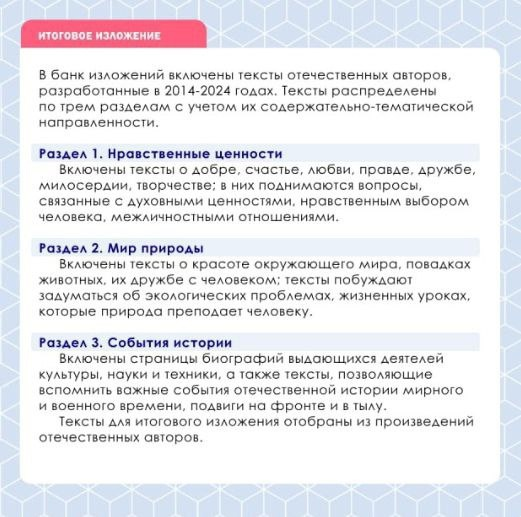 ИТОГОВОЕ ИЗЛОЖЕНИЕ
В банк изложений включены тексты отечественных авторов,
разработанные в 2014-2024 годах. Тексты распределены
по трем разделам с учетом их содержательно-тематической
направленности.
Раздел 1. Нравственные ценности
Включены тексты о добре, счастье, любви, правде, дружбе,
милосердии, творчестве; в них поднимаются вопросы,
связанные с духовными ценностями, нравственным выбором
человека, межличностными отношениями.
Раздел 2. Мир природы
Включены тексты о красоте окружающего мира, повадках
животных, их дружбе с человеком; тексты побуждают
задуматься об экологических проблемах, жизненных уроках,
которые природа преподает человеку.
Раздел 3. События истории
Включены страницы биографий выдающихся деятелей
культуры, науки и техники, а также тексты, позволяющие
вспомнить важные события отечественной истории мирного
и военного времени, подвиги на фронте и в тылу.
Тексты для итогового изложения отобраны из произведений
отечественных авторов.